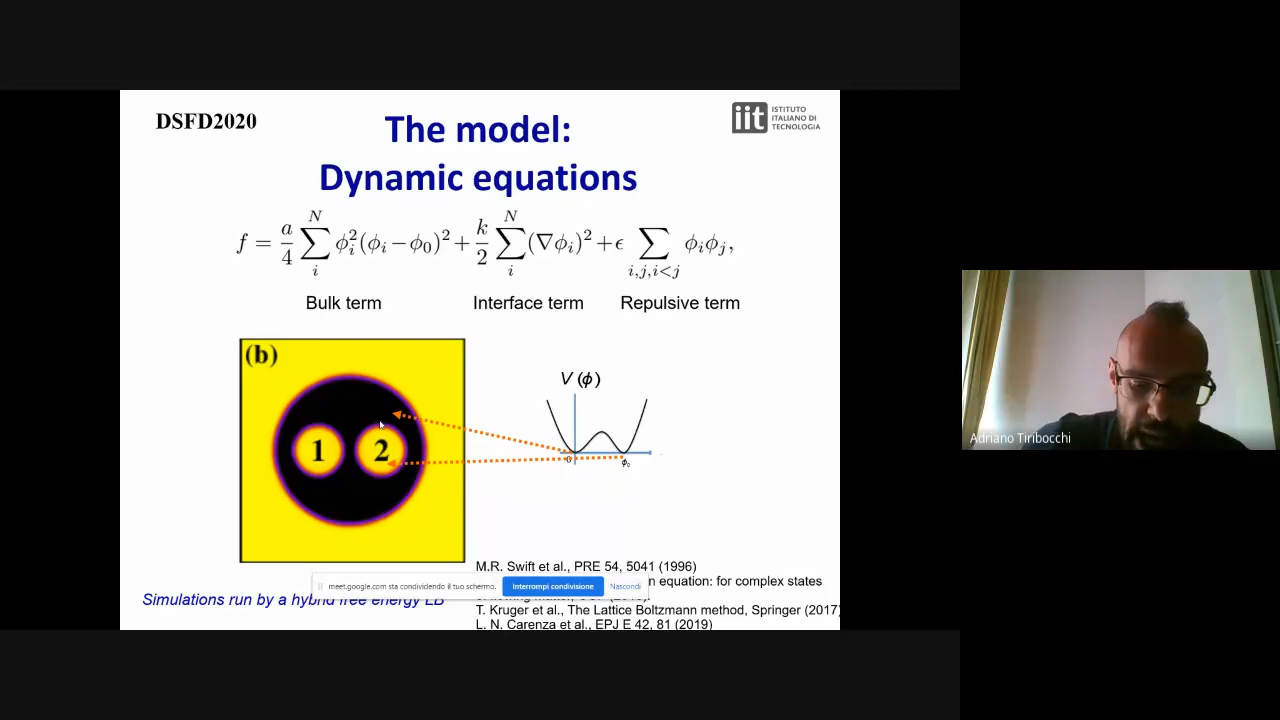 DSFD2020
The model:
Dynamic equations
iit ISTITUTO
ITALIANO DI
TECNOLOGIA
f = a/4 ∑_i^N φ_i^2(φ_i − φ_0)^2 + k/2 ∑_i^N (∇φ_i)^2 + ϵ ∑_{i,j,i<j} φ_iφ_j,
Bulk term Interface term Repulsive term
(b)
1 2
V (ϕ)
0 ϕ₀
M.R. Swift et al., PRE 54, 5041 (1996)
n equation: for complex states
T. Kruger et al., The Lattice Boltzmann method, Springer (2017)
L. N. Carenza et al., EPJ E 42, 81 (2019)
meet.google.com sta condividendo il tuo schermo. Interrompi condivisione Nascondi
Simulations run by a hybrid free energy LB
Adriano Tiribocchi